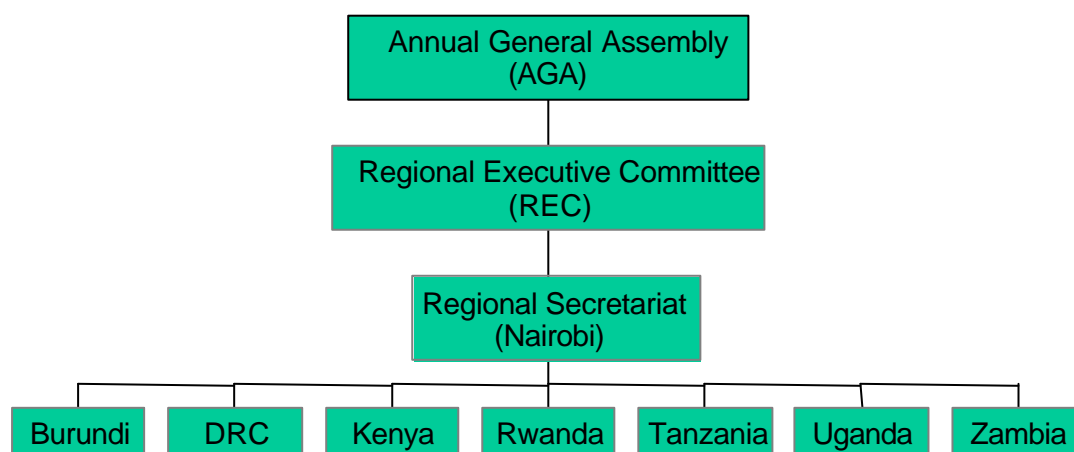 Annual General Assembly
(AGA)
Regional Executive Committee
(REC)
Regional Secretariat
(Nairobi)
Burundi DRC Kenya Rwanda Tanzania Uganda Zambia